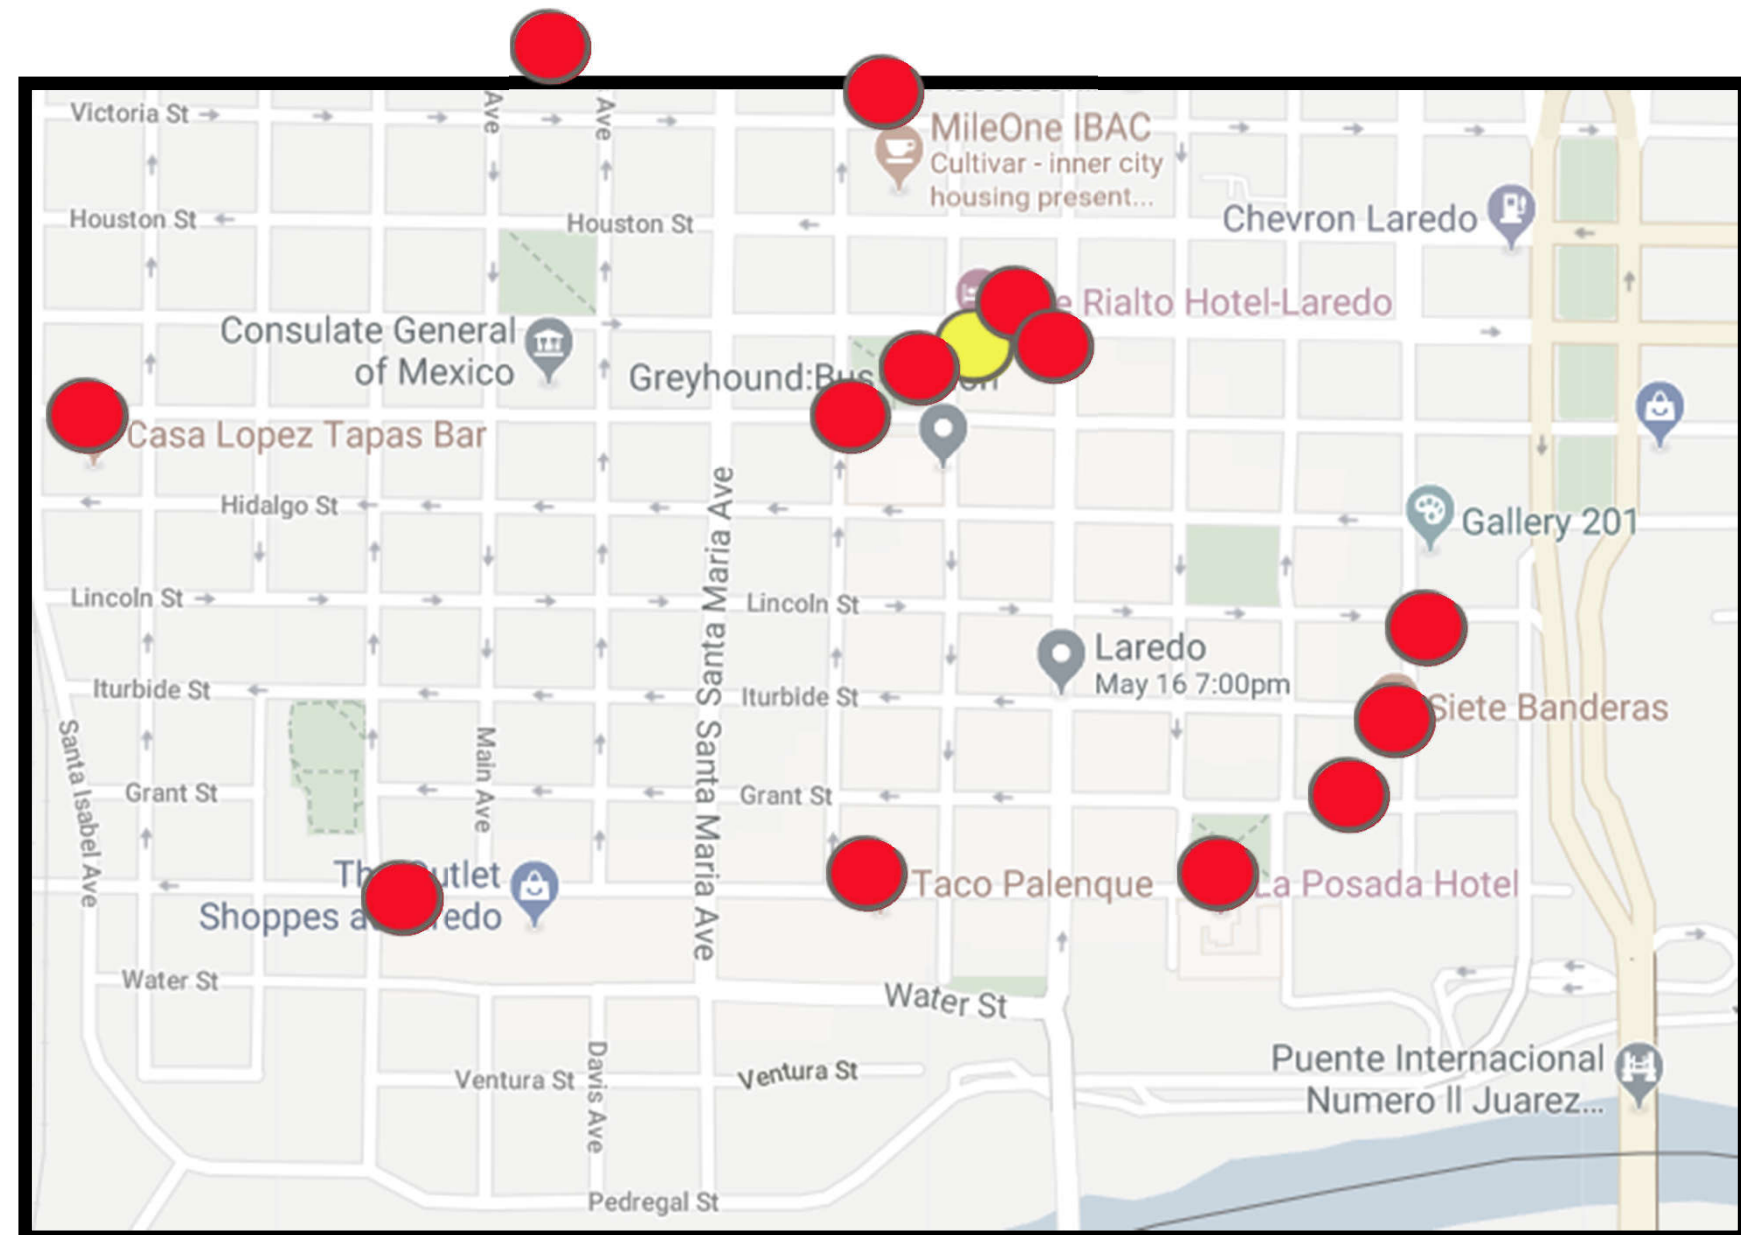 Ave
Ave
Victoria St
MileOne IBAC
Cultivar - inner city
housing present...
Houston St
Houston St
Chevron Laredo
Rialto Hotel-Laredo
Consulate General
of Mexico
Greyhound:Bus
Casa Lopez Tapas Bar
Hidalgo St
Santa Maria Ave
Gallery 201
Lincoln St
Lincoln St
Laredo
May 16 7:00pm
Iturbide St
Iturbide St
Siete Banderas
Santa Isabel Ave
Main Ave
Santa Maria Ave
Grant St
Grant St
Taco Palenque
La Posada Hotel
Shoppes
Water St
Water St
Davis Ave
Ventura St
Ventura St
Puente Internacional
Numero II Juarez...
Pedregal St